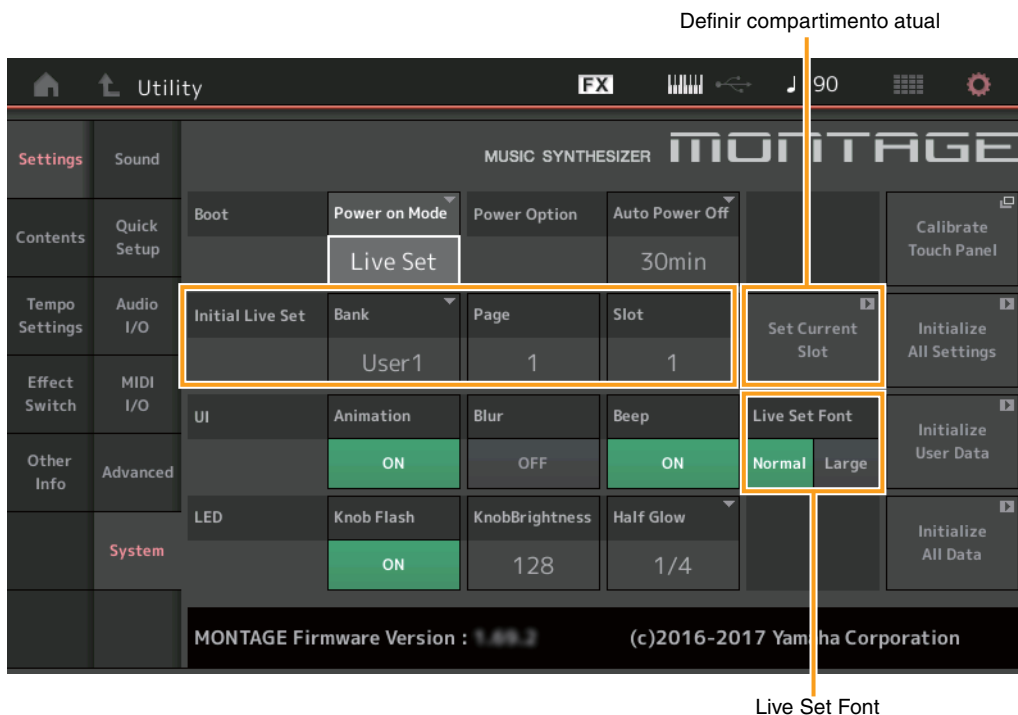 Definir compartimento atual
Utility FX 90
Settings Sound MUSIC SYNTHESIZER MONTAGE
Boot Power on Mode Power Option Auto Power Off
Contents Quick Setup Live Set 30min Calibrate Touch Panel
Tempo Settings Audio I/O Initial Live Set Bank Page Slot Set Current Slot Initialize All Settings
User1 1 1
Effect Switch MIDI I/O UI Animation Blur Beep Live Set Font Initialize User Data
Other Info Advanced ON OFF ON Normal Large
LED Knob Flash KnobBrightness Half Glow Initialize All Data
System ON 128 1/4
MONTAGE Firmware Version : (c)2016-2017 Yamaha Corporation
Live Set Font